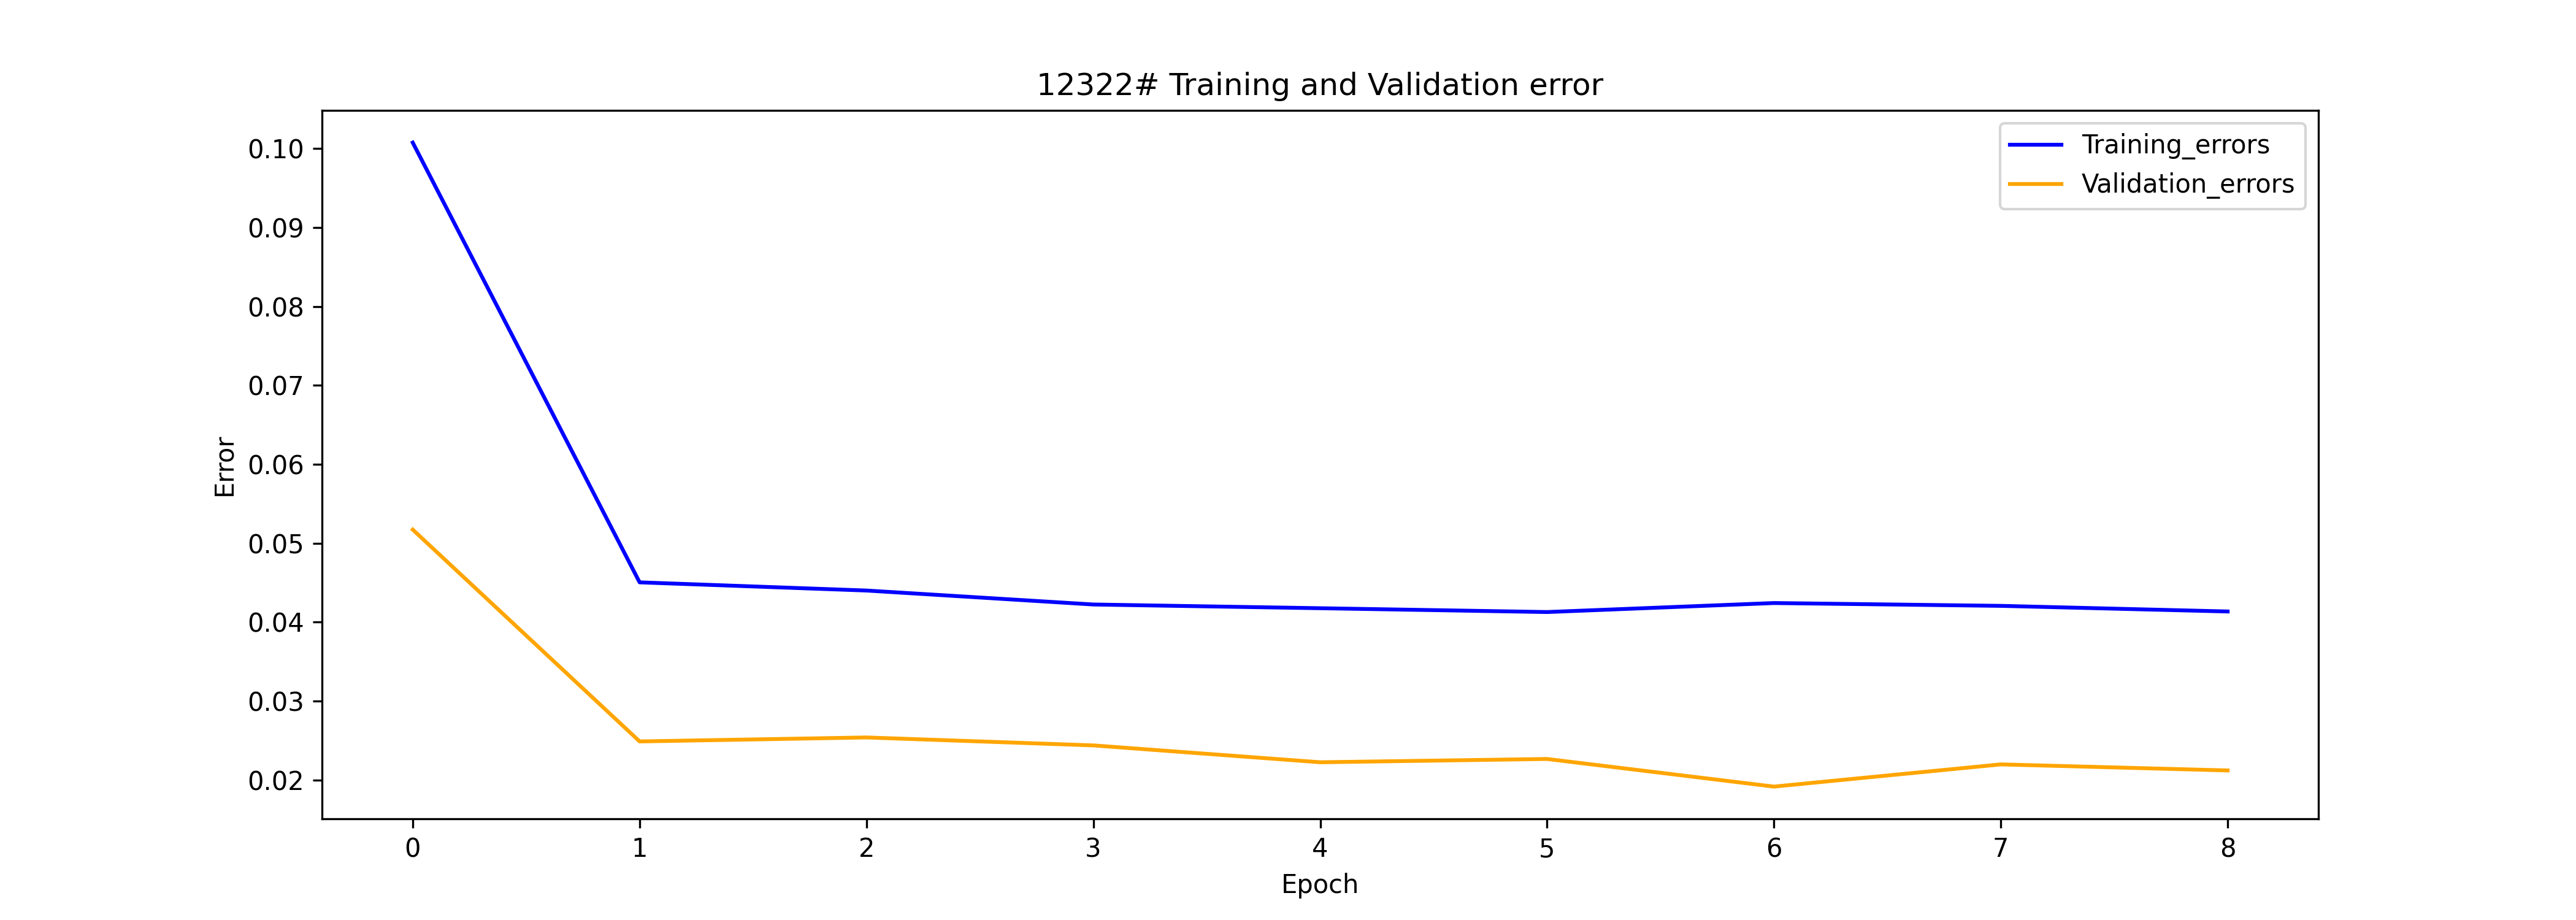 12322# Training and Validation error
Training_errors
Validation_errors
0.10
0.09
0.08
0.07
0.06
0.05
0.04
0.03
0.02
Error
0 1 2 3 4 5 6 7 8
Epoch